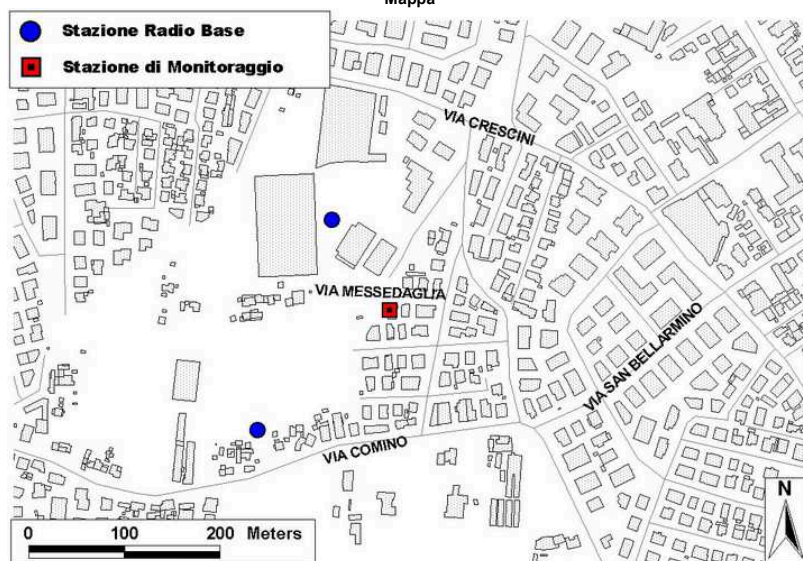 Mappa
Stazione Radio Base
Stazione di Monitoraggio
VIA CRESCINI
VIA MESSEDAGLIA
VIA SAN BELLARMINO
VIA COMINO
N
0 100 200 Meters